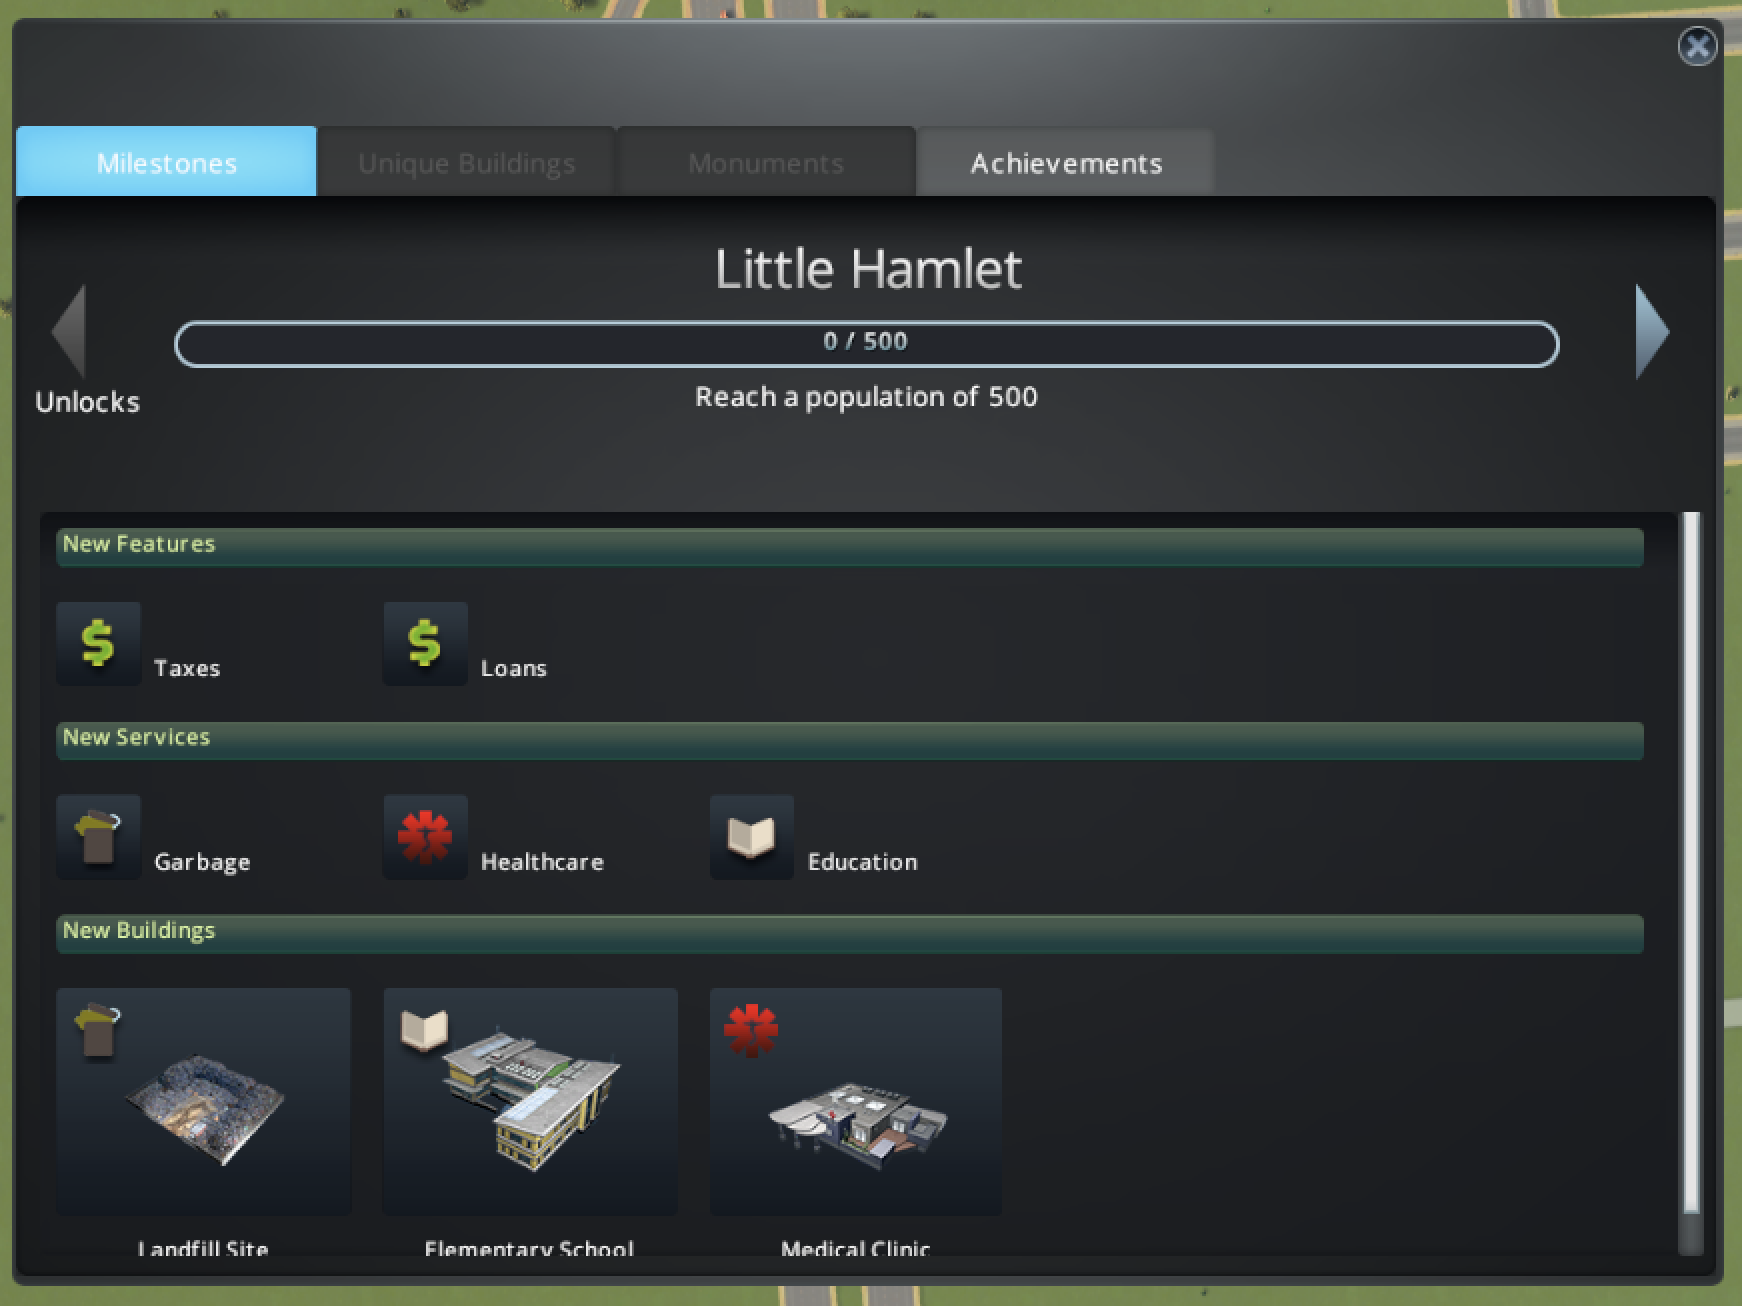 Milestones
Unique Buildings
Monuments
Achievements
Little Hamlet
0 / 500
Reach a population of 500
Unlocks
New Features
Taxes
Loans
New Services
Garbage
Healthcare
Education
New Buildings
Landfill Site
Elementary School
Medical Clinic